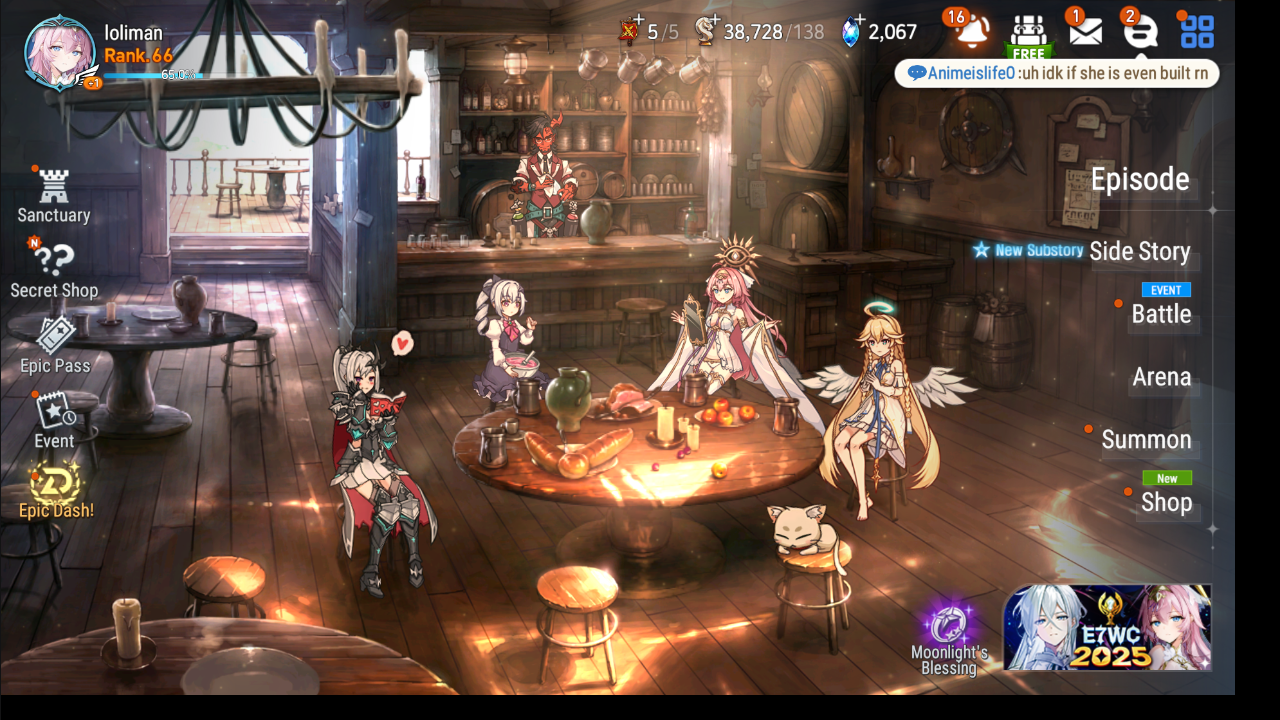 loliman
Rank.66
65.0%
+1
5/5
38,728/138
2,067
16
FREE
1
2
Animeislife0 :uh idk if she is even built rn
Sanctuary
N
Secret Shop
Epic Pass
Event
Epic Dash!
Episode
New Substory
Side Story
EVENT
Battle
Arena
Summon
New
Shop
Moonlight's
Blessing
E7WC
2025